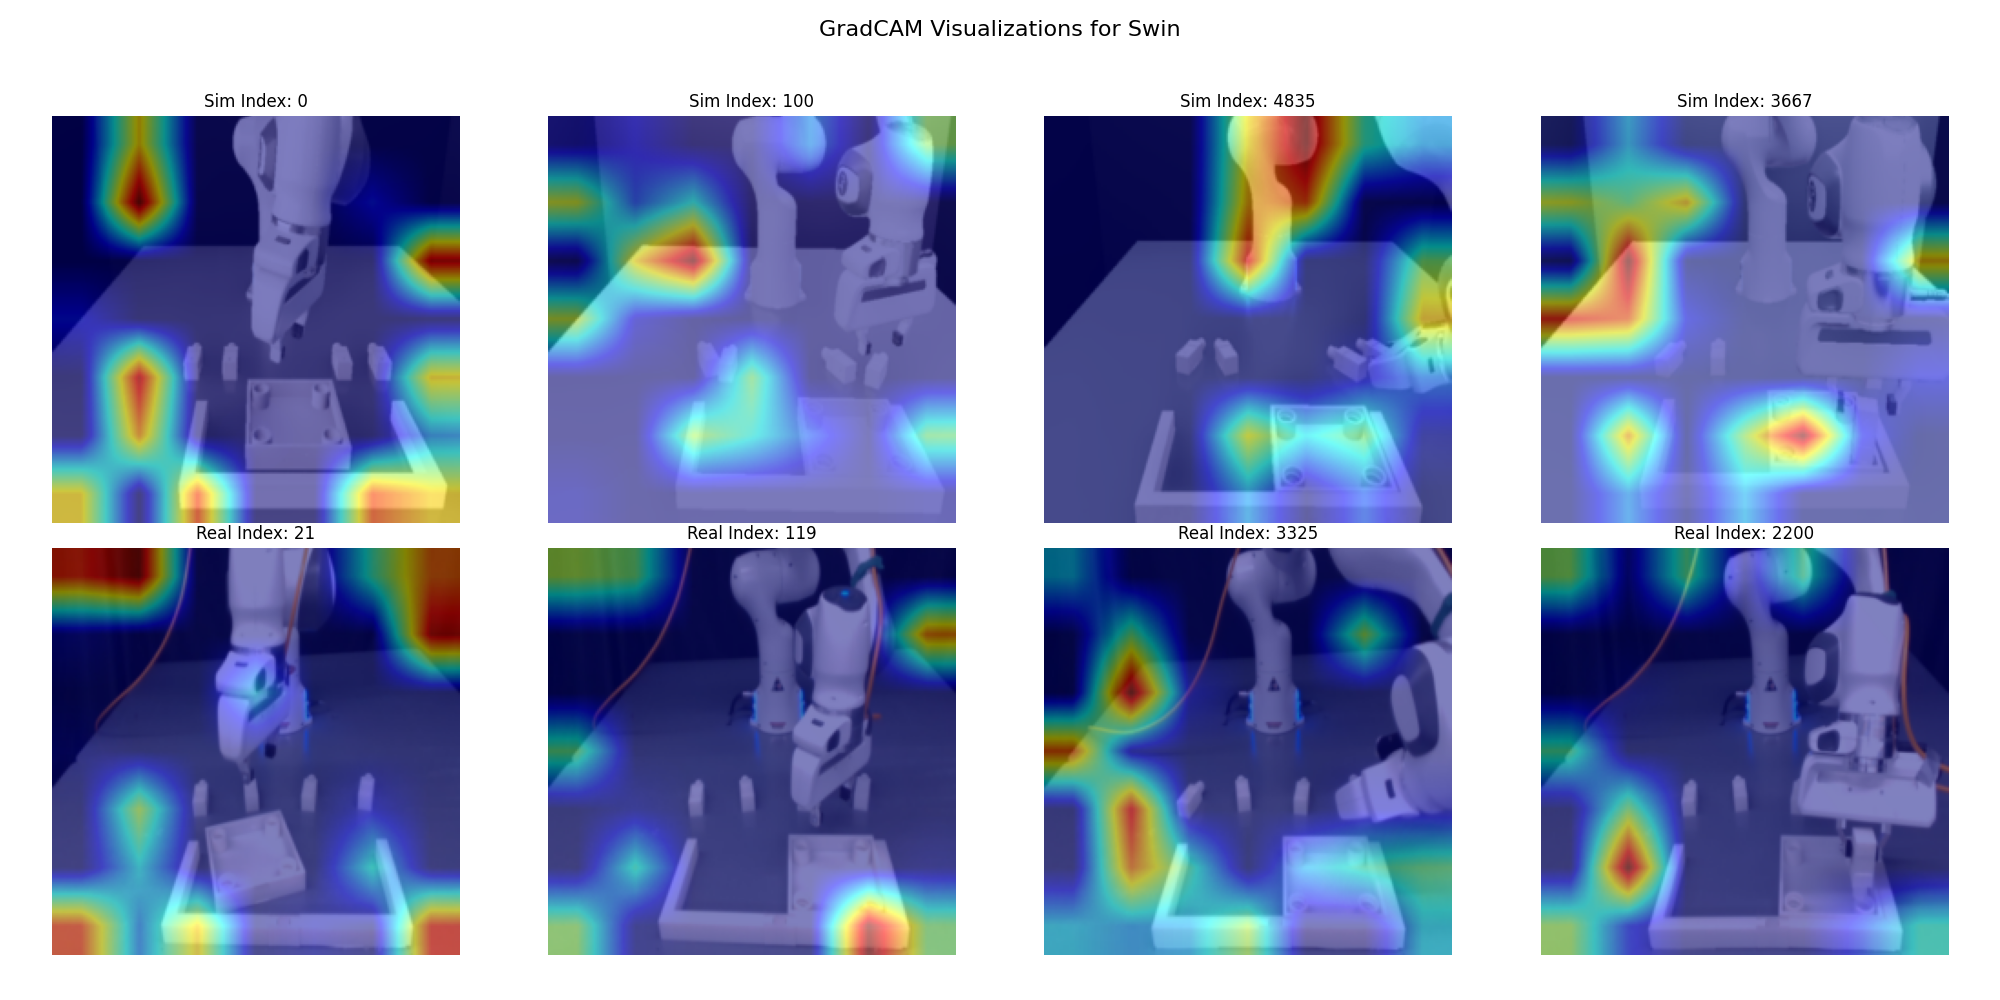 GradCAM Visualizations for Swin
Sim Index: 0
Sim Index: 100
Sim Index: 4835
Sim Index: 3667
Real Index: 21
Real Index: 119
Real Index: 3325
Real Index: 2200